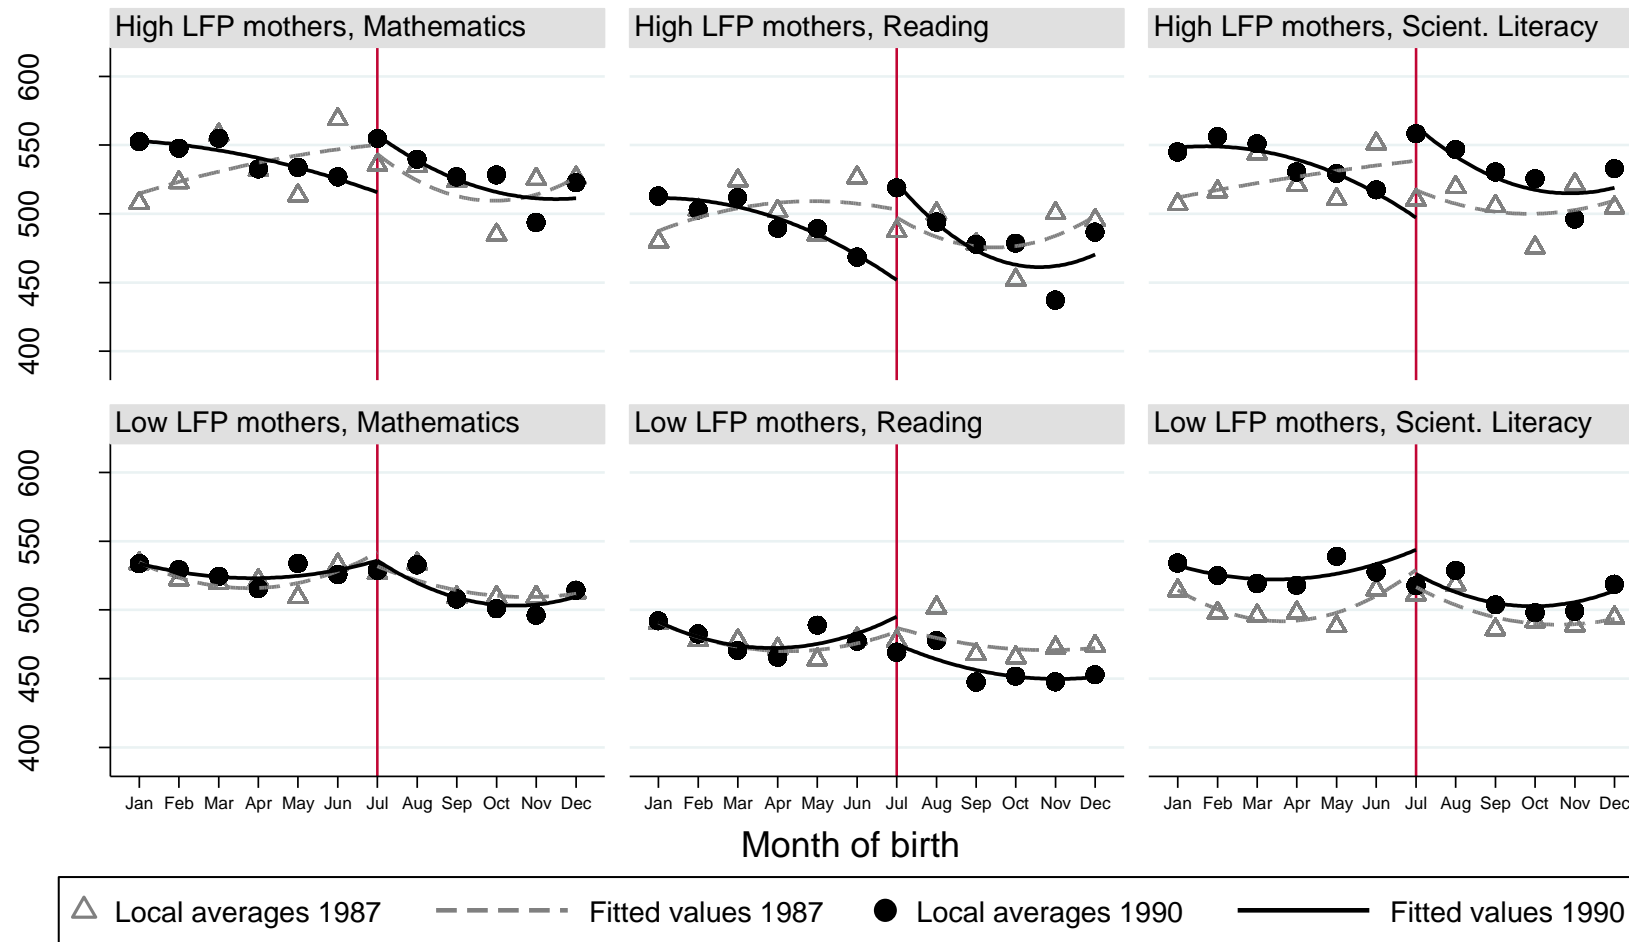 High LFP mothers, Mathematics
High LFP mothers, Reading
High LFP mothers, Scient. Literacy
600
550
500
450
400
Low LFP mothers, Mathematics
Low LFP mothers, Reading
Low LFP mothers, Scient. Literacy
600
550
500
450
400
Jan Feb Mar Apr May Jun Jul Aug Sep Oct Nov Dec
Jan Feb Mar Apr May Jun Jul Aug Sep Oct Nov Dec
Jan Feb Mar Apr May Jun Jul Aug Sep Oct Nov Dec
Month of birth
Local averages 1987 Fitted values 1987 Local averages 1990 Fitted values 1990